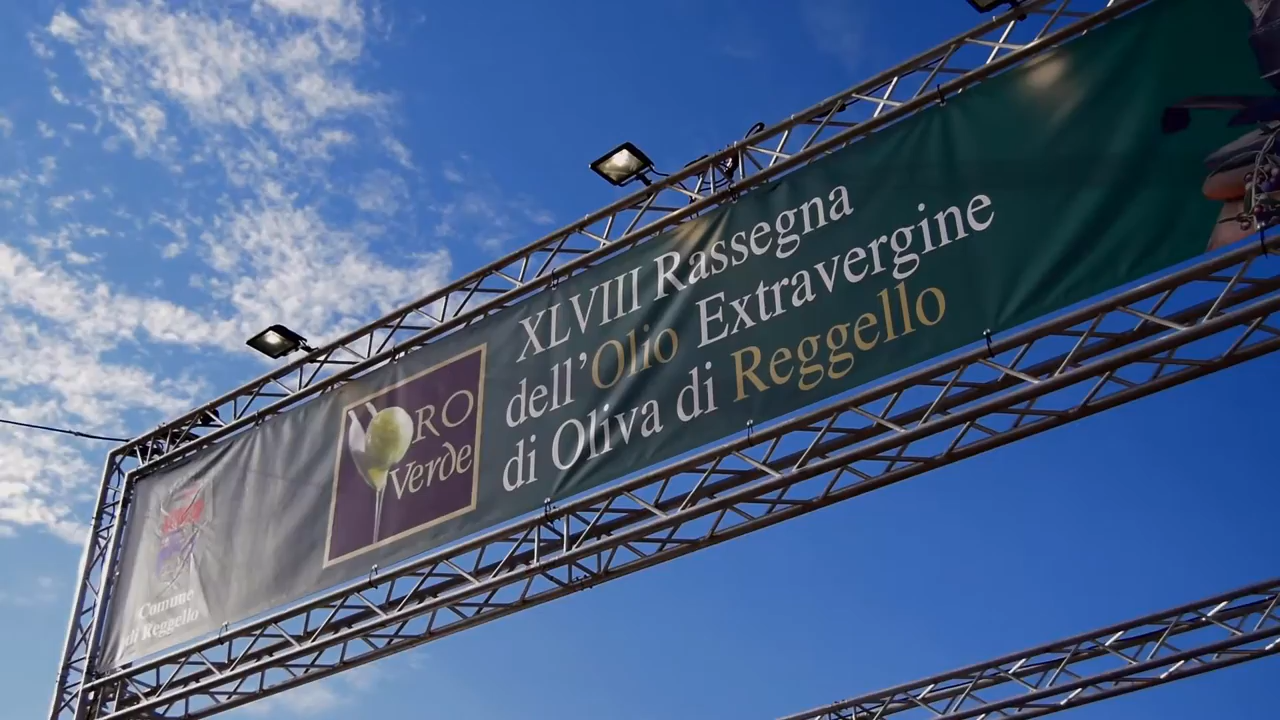 Comune
di Reggello
ORO
Verde
XLVIII Rassegna
dell'Olio Extravergine
di Oliva di Reggello